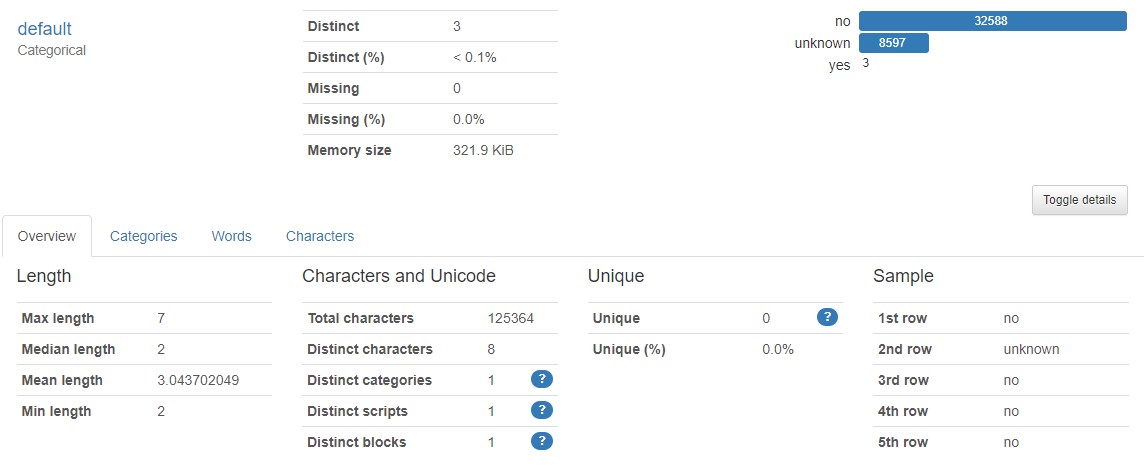 default
Categorical
Distinct 3
Distinct (%) < 0.1%
Missing 0
Missing (%) 0.0%
Memory size 321.9 KiB
no 32588
unknown 8597
yes 3
Toggle details
Overview Categories Words Characters
Length
Max length 7
Median length 2
Mean length 3.043702049
Min length 2
Characters and Unicode
Total characters 125364
Distinct characters 8
Distinct categories 1 ?
Distinct scripts 1 ?
Distinct blocks 1 ?
Unique
Unique 0 ?
Unique (%) 0.0%
Sample
1st row no
2nd row unknown
3rd row no
4th row no
5th row no